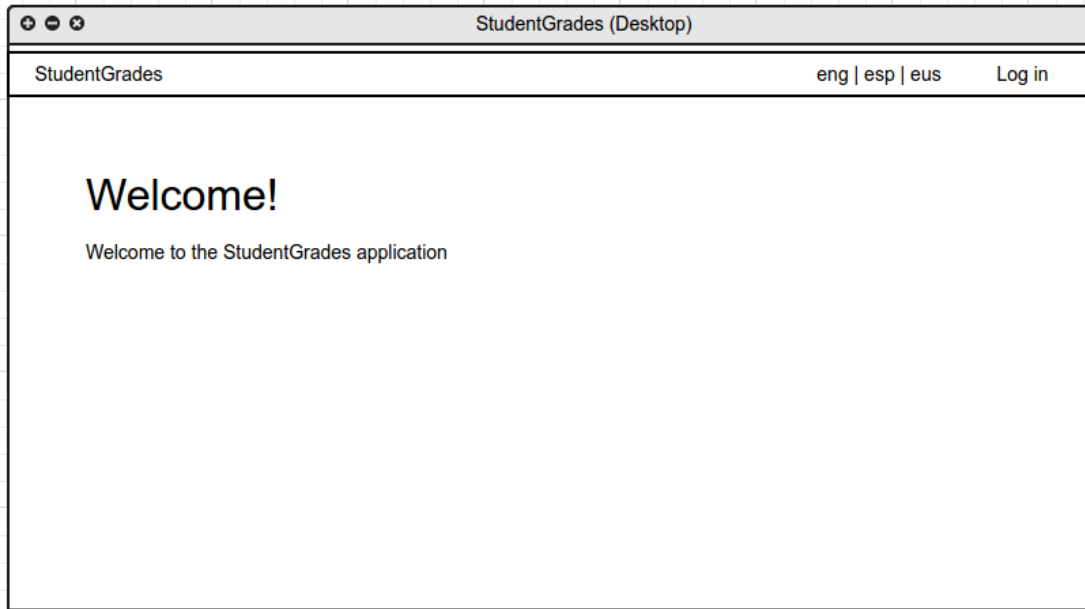 StudentGrades (Desktop)
StudentGrades eng | esp | eus Log in
Welcome!
Welcome to the StudentGrades application